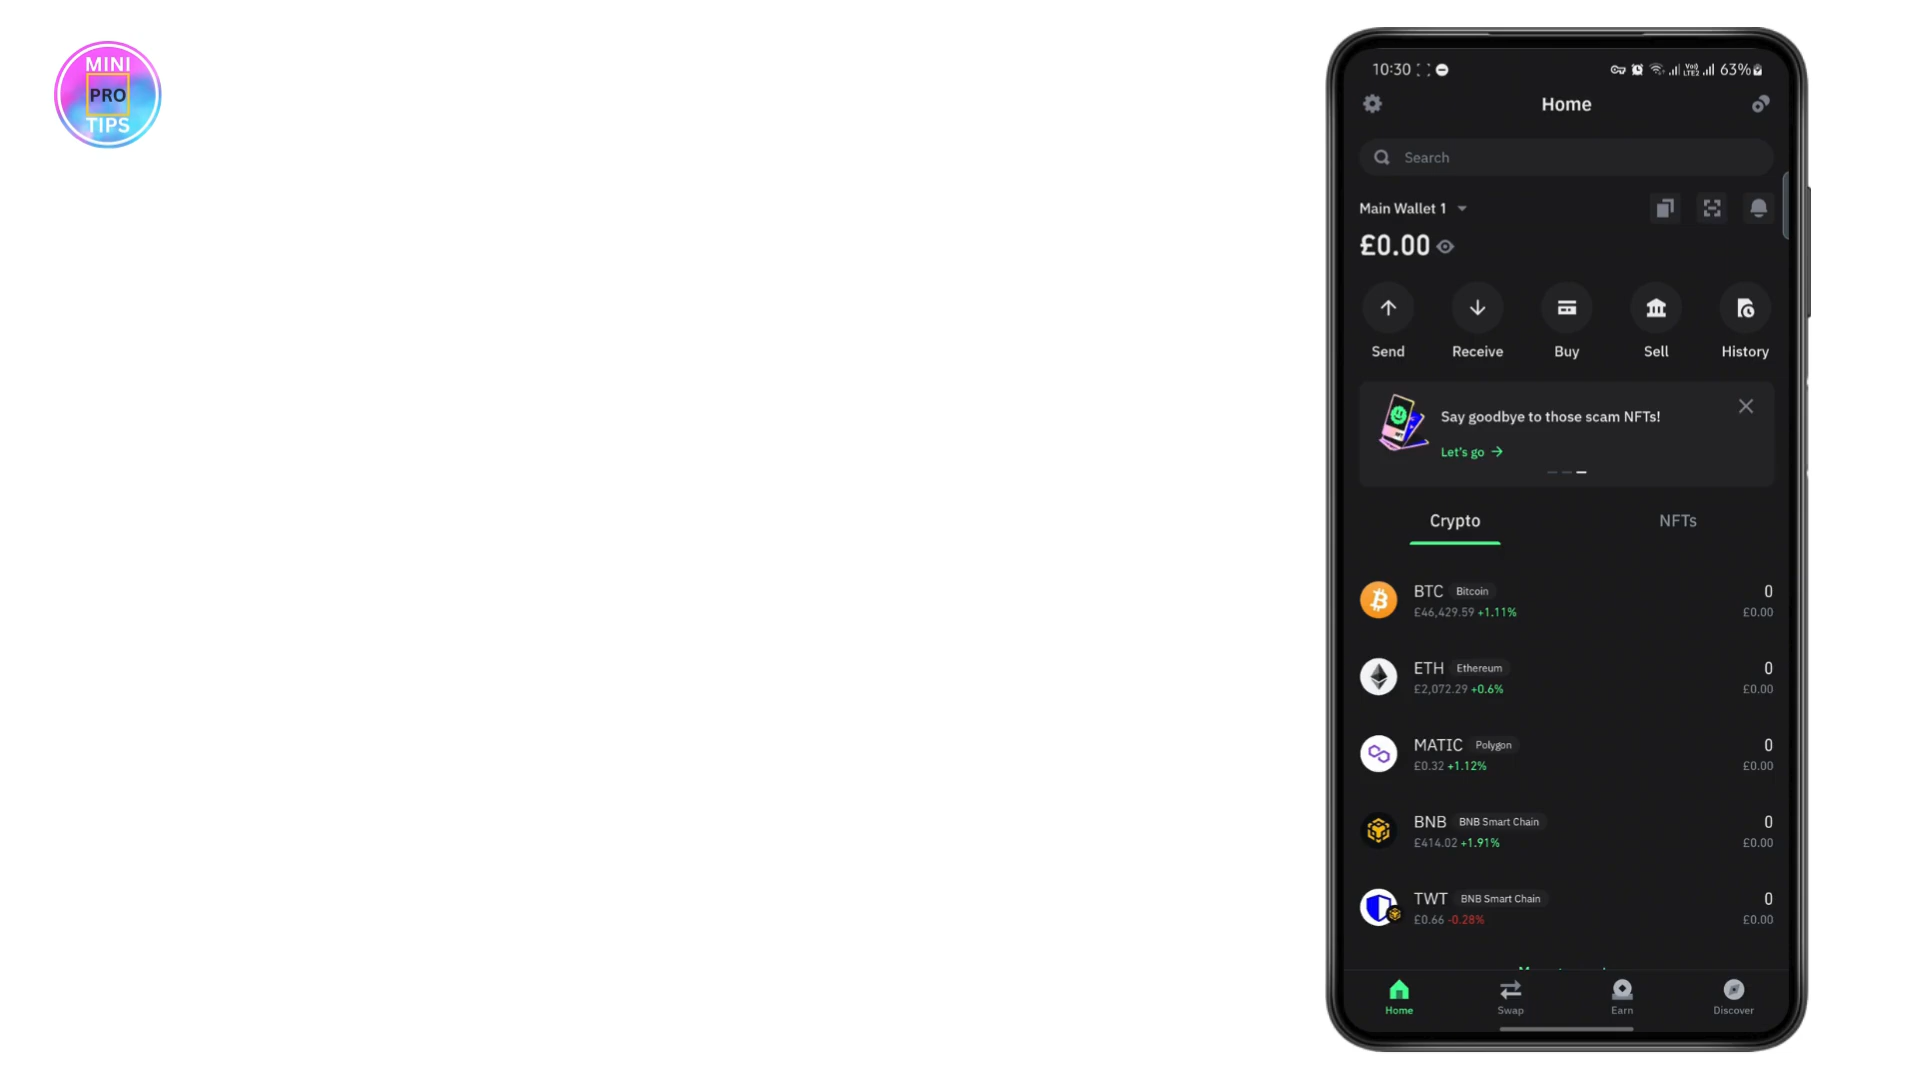 MINI
PRO
TIPS
10:30
63%
Home
Search
Main Wallet 1
£0.00
Send
Receive
Buy
Sell
History
Say goodbye to those scam NFTs!
Let's go →
Crypto
NFTs
BTC Bitcoin 0
£46,429.59 +1.11% £0.00
ETH Ethereum 0
£2,072.29 +0.6% £0.00
MATIC Polygon 0
£0.32 +1.12% £0.00
BNB BNB Smart Chain 0
£414.02 +1.91% £0.00
TWT BNB Smart Chain 0
£0.66 -0.28% £0.00
Home
Swap
Earn
Discover